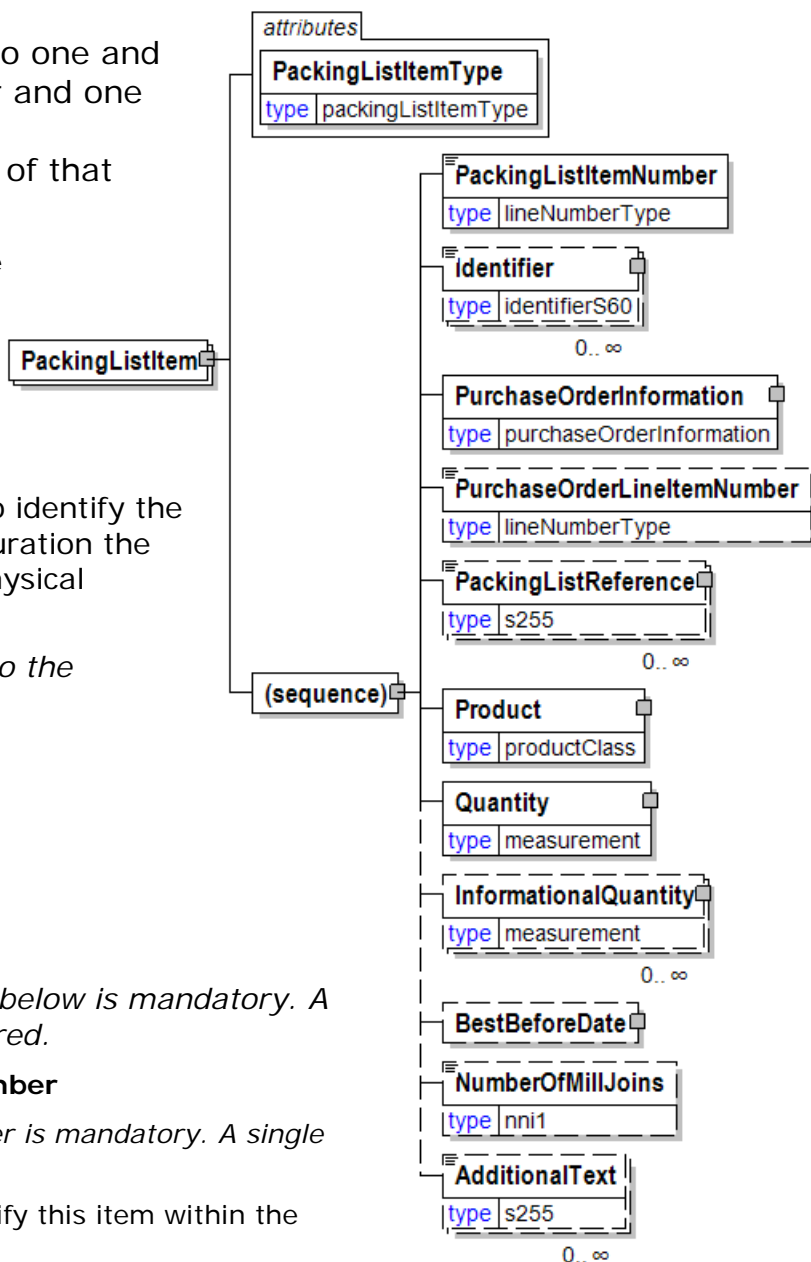 o one and
and one
of that
PackingListItem
o identify the
uration the
ysical
o the
below is mandatory. A
red.
nber
er is mandatory. A single
ify this item within the
attributes
PackingListItemType
type packingListItemType
(sequence)
PackingListItemNumber
type lineNumberType
Identifier
type identifierS60
0.. ∞
PurchaseOrderInformation
type purchaseOrderInformation
PurchaseOrderLineItemNumber
type lineNumberType
PackingListReference
type s255
0.. ∞
Product
type productClass
Quantity
type measurement
InformationalQuantity
type measurement
0.. ∞
BestBeforeDate
NumberOfMillJoins
type nni1
AdditionalText
type s255
0.. ∞